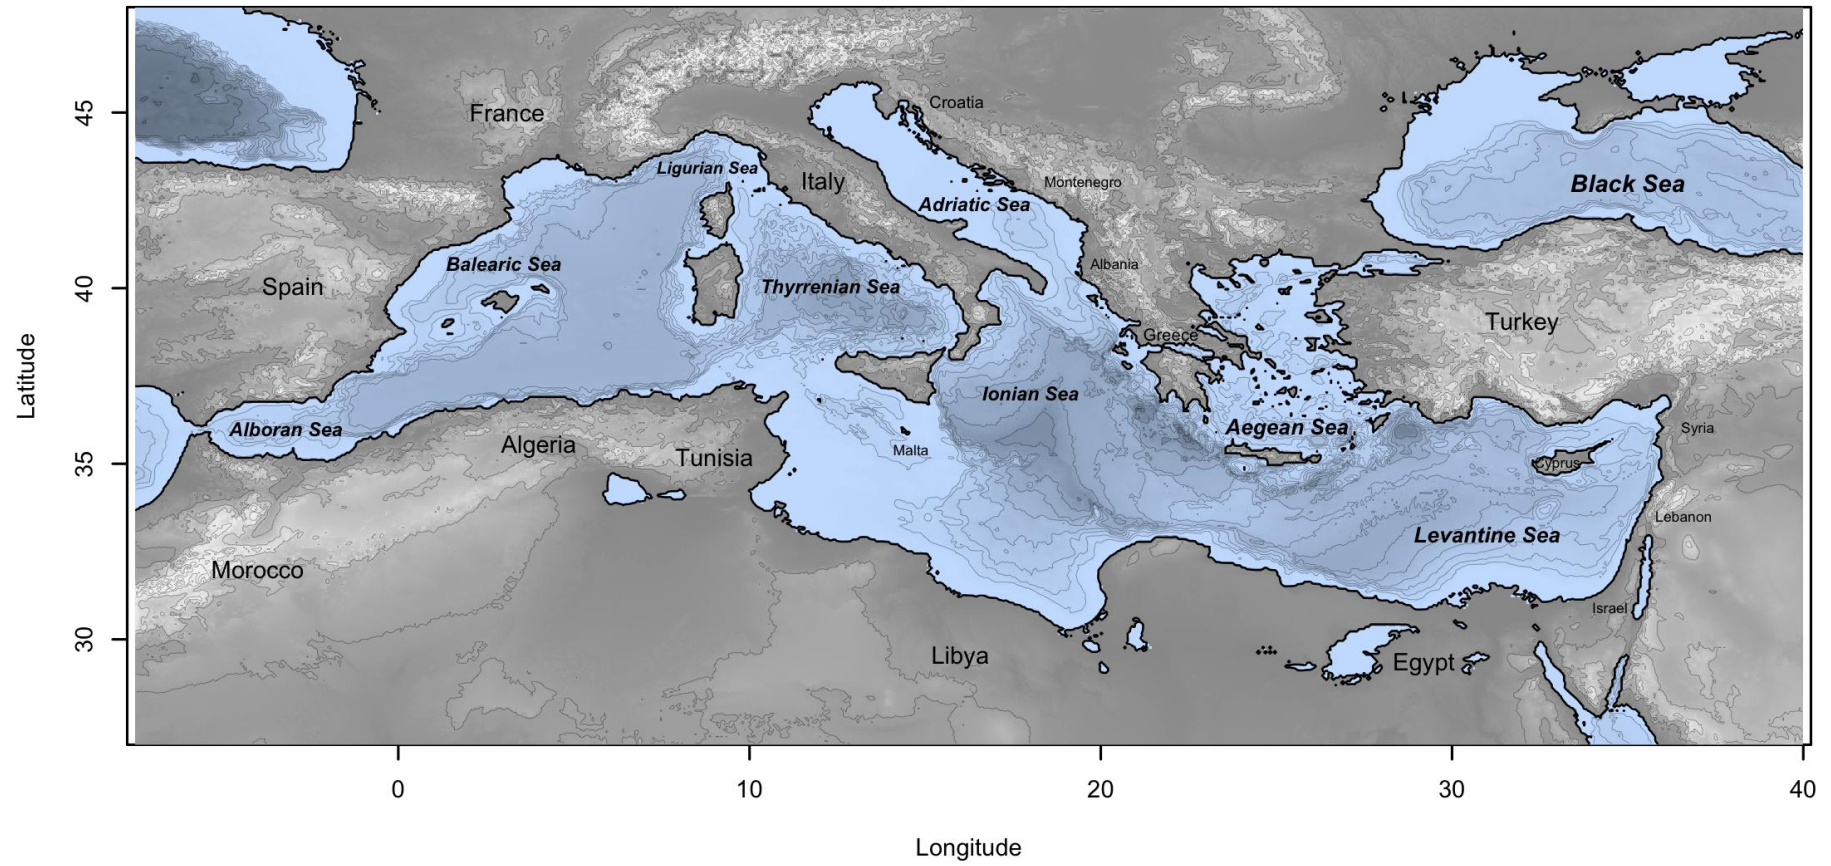 France
Croatia
Ligurian Sea
Italy
Montenegro
Black Sea
Adriatic Sea
Balearic Sea
Albania
Spain
Thyrrenian Sea
Turkey
Greece
Ionian Sea
Alboran Sea
Aegean Sea
Syria
Algeria
Malta
Tunisia
Cyprus
Lebanon
Levantine Sea
Morocco
Israel
Libya
Egypt
Latitude
45
40
35
30
0
10
20
30
40
Longitude